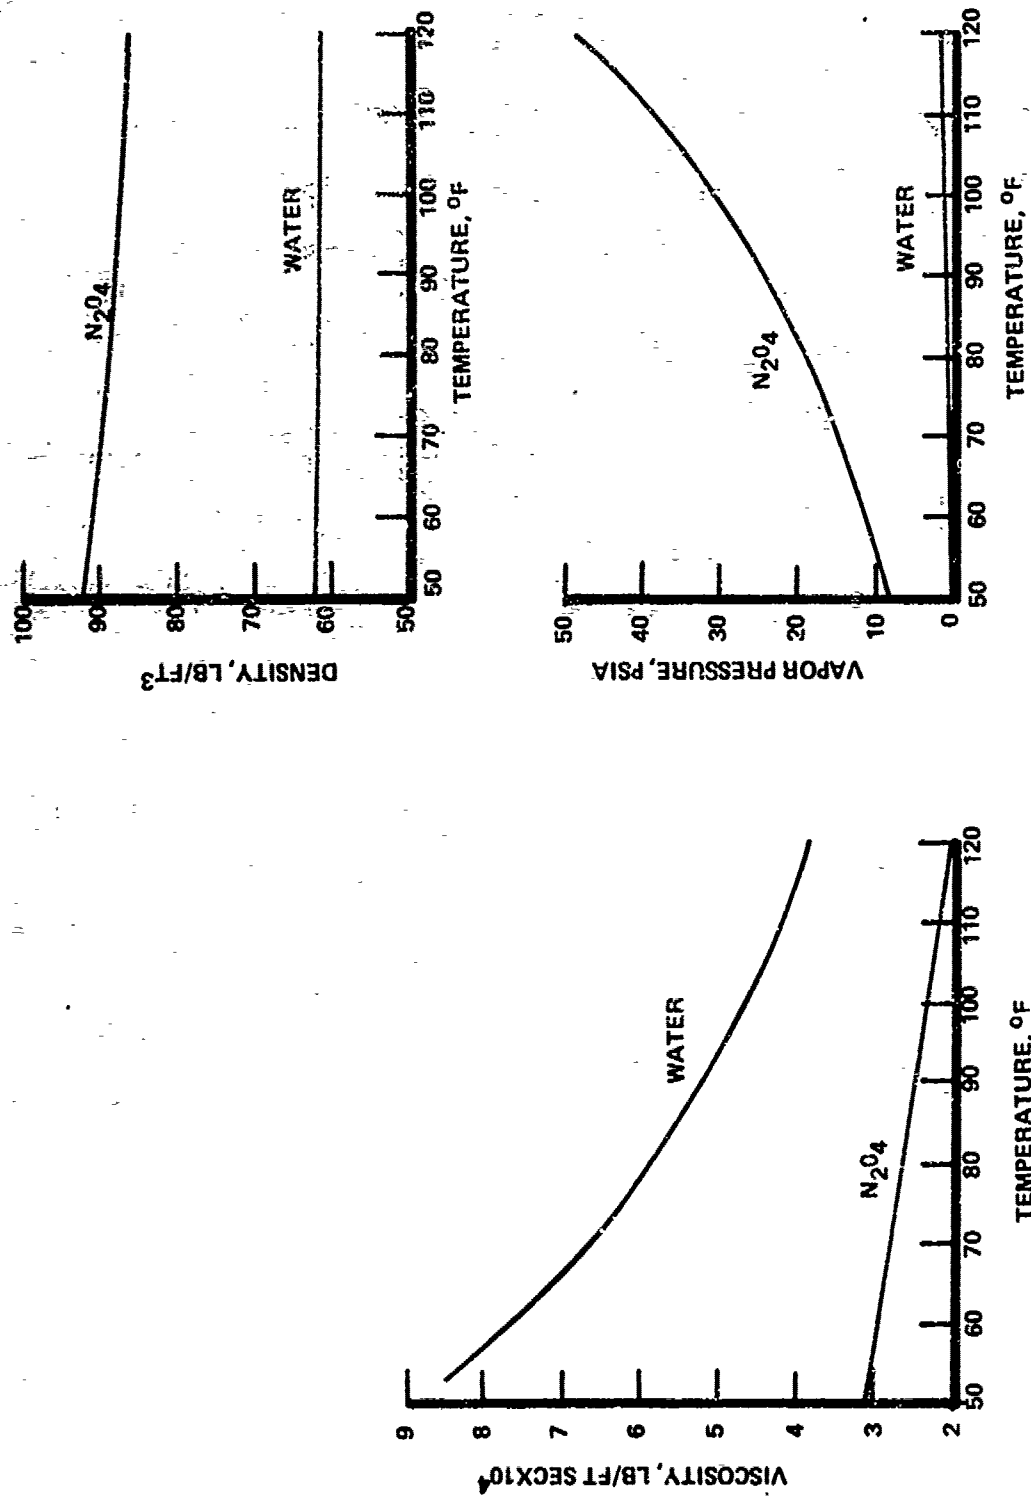 100
90
80
70
60
50
DENSITY, LB/FT³
N₂O₄
WATER
50 60 70 80 90 100 110 120
TEMPERATURE, °F
9
8
7
6
5
4
3
2
VISCOSITY, LB/FT SECX10⁴
WATER
N₂O₄
50 60 70 80 90 100 110 120
TEMPERATURE, °F
50
40
30
20
10
0
VAPOR PRESSURE, PSIA
N₂O₄
WATER
50 60 70 80 90 100 110 120
TEMPERATURE, °F